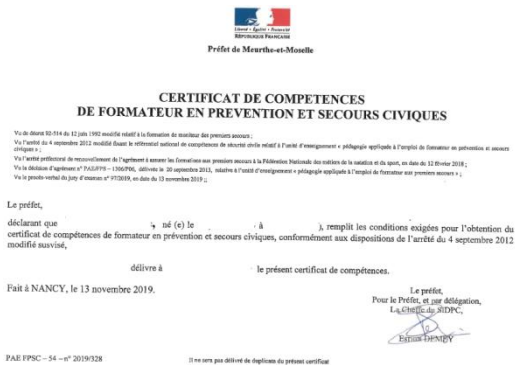 Liberté • Égalité • Fraternité
RÉPUBLIQUE FRANÇAISE
Préfet de Meurthe-et-Moselle
CERTIFICAT DE COMPETENCES
DE FORMATEUR EN PREVENTION ET SECOURS CIVIQUES
Vu de décret 92-514 du 12 juin 1992 modifié relatif à la formation de moniteur des premiers secours ;
Vu l'arrêté du 4 septembre 2012 modifié fixant le référentiel national de compétences de sécurité civile relatif à l'unité d'enseignement « pédagogie appliquée à l'emploi de formateur en prévention et secours
civiques » ;
Vu l'arrêté préfectoral de renouvellement de l'agrément à assurer les formations aux premiers secours à la Fédération Nationale des métiers de la natation et du sport, en date du 12 février 2018 ;
Vu la décision d'agrément n° PAE/FPS – 1306/P06, délivrée le 20 septembre 2013, relative à l'unité d'enseignement « pédagogie appliquée à l'emploi de formateur aux premiers secours » ;
Vu le procès-verbal du jury d'examen n° 97/2019, en date du 13 novembre 2019 ;;
Le préfet,
déclarant que , né (e) le à ), remplit les conditions exigées pour l'obtention du
certificat de compétences de formateur en prévention et secours civiques, conformément aux dispositions de l'arrêté du 4 septembre 2012
modifié susvisé,
délivre à le présent certificat de compétences.
Fait à NANCY, le 13 novembre 2019.
Le préfet,
Pour le Préfet, et par délégation,
La Cheffe du SIDPC,
DEMEY
PAE FPSC – 54 – n° 2019/328
Il ne sera pas délivré de duplicata du présent certificat